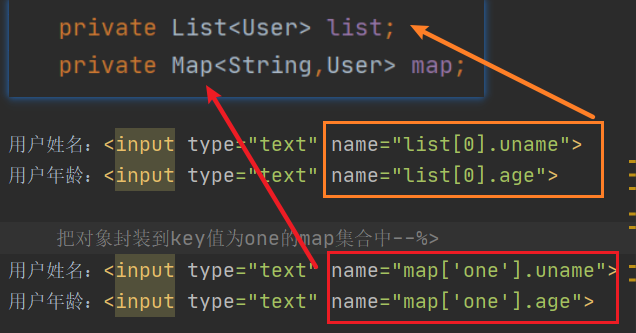 private List<User> list;
private Map<String,User> map;
用户姓名：<input type="text" name="list[0].uname">
用户年龄：<input type="text" name="list[0].age">
把对象封装到key值为one的map集合中--%>
用户姓名：<input type="text" name="map['one'].uname">
用户年龄：<input type="text" name="map['one'].age">